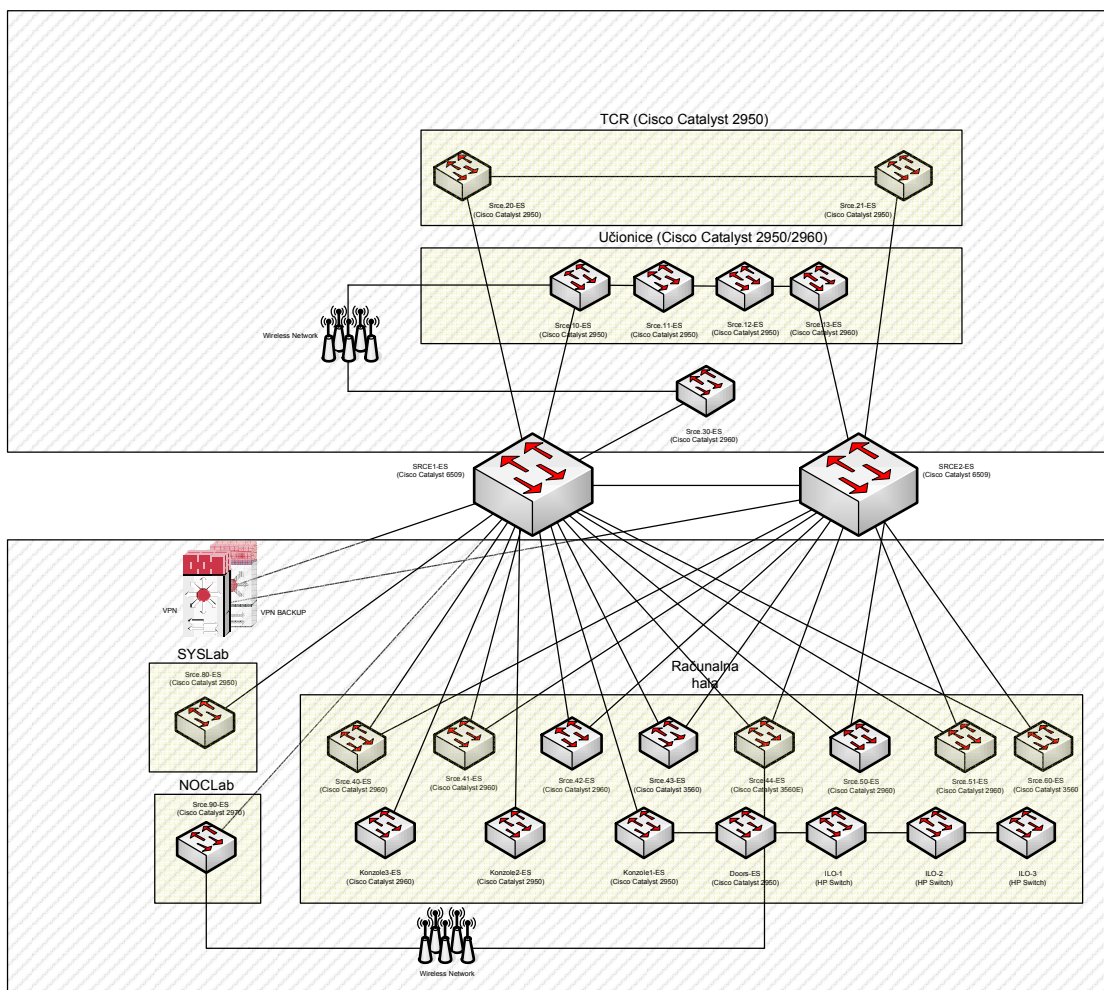 TCR (Cisco Catalyst 2950)
Srce.20-ES
(Cisco Catalyst 2950)
Srce.21-ES
(Cisco Catalyst 2950)
Učionice (Cisco Catalyst 2950/2960)
Srce.10-ES
(Cisco Catalyst 2950)
Srce.11-ES
(Cisco Catalyst 2950)
Srce.12-ES
(Cisco Catalyst 2950)
Srce.13-ES
(Cisco Catalyst 2960)
Wireless Network
Srce.30-ES
(Cisco Catalyst 2960)
SRCE1-ES
(Cisco Catalyst 6509)
SRCE2-ES
(Cisco Catalyst 6509)
VPN
VPN BACKUP
SYSLab
Srce.80-ES
(Cisco Catalyst 2950)
Računalna
hala
Srce.40-ES
(Cisco Catalyst 2960)
Srce.41-ES
(Cisco Catalyst 2960)
Srce.42-ES
(Cisco Catalyst 2960)
Srce.43-ES
(Cisco Catalyst 3560)
Srce.44-ES
(Cisco Catalyst 3560E)
Srce.50-ES
(Cisco Catalyst 2960)
Srce.51-ES
(Cisco Catalyst 2960)
Srce.60-ES
(Cisco Catalyst 3560
NOCLab
Srce.90-ES
(Cisco Catalyst 2970)
Konzole3-ES
(Cisco Catalyst 2960)
Konzole2-ES
(Cisco Catalyst 2950)
Konzole1-ES
(Cisco Catalyst 2950)
Doors-ES
(Cisco Catalyst 2950)
ILO-1
(HP Switch)
ILO-2
(HP Switch)
ILO-3
(HP Switch)
Wireless Network